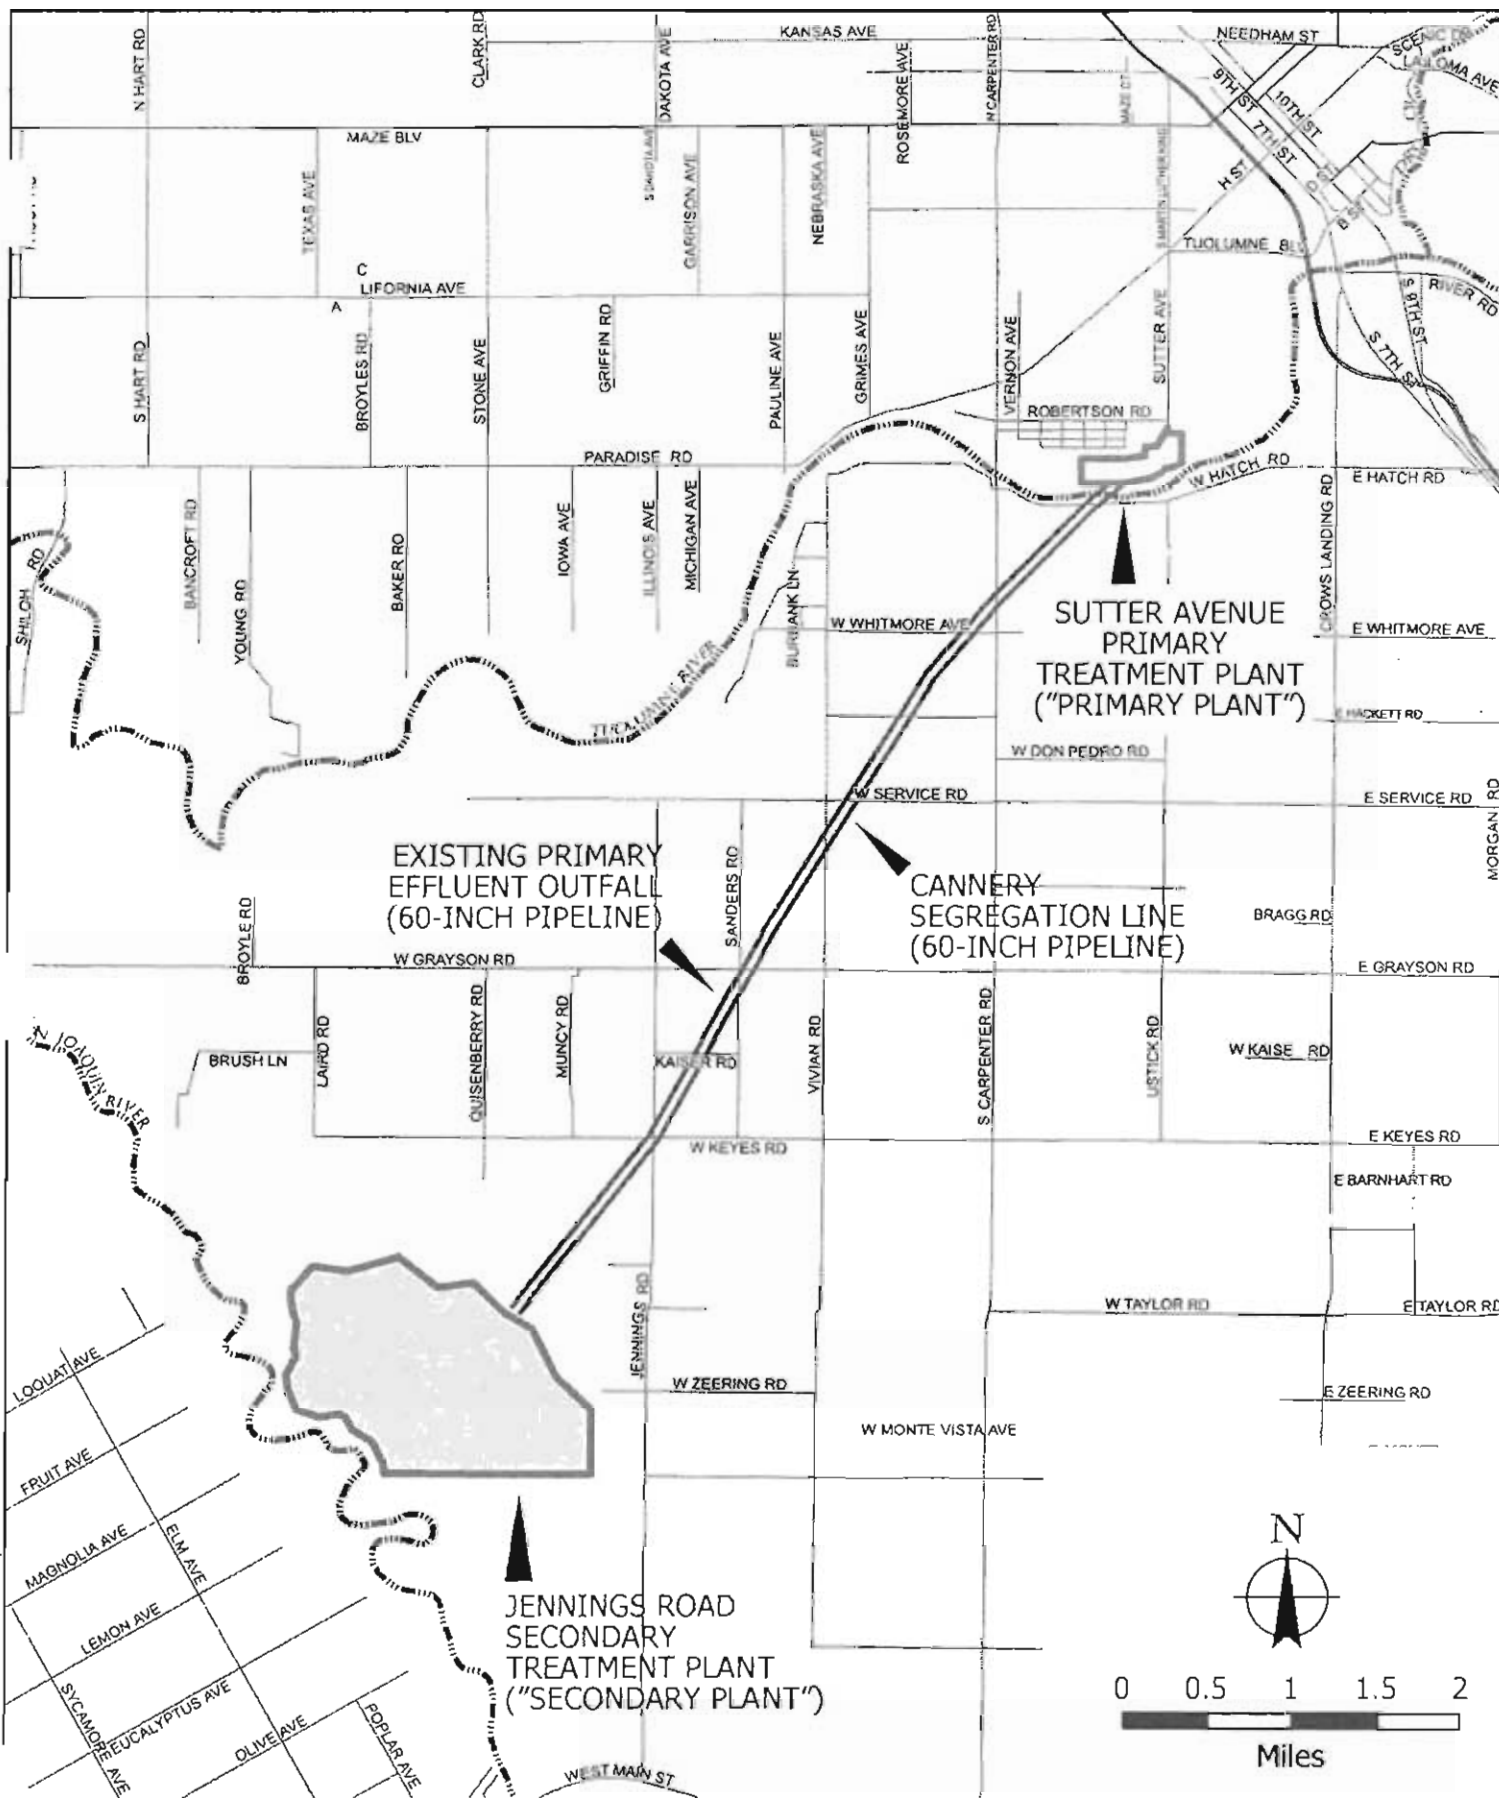 KANSAS AVE
NEEDHAM ST
SCENIC DR
LA LOMA AVE
N HART RD
CLARK RD
DAKOTA AVE
ROSEMORE AVE
N CARPENTER RD
MAZE CT
9TH ST
10TH ST
7TH ST
H ST
D ST
B ST
MAZE BLV
TEXAS AVE
S DAKOTA AVE
GARRISON AVE
NEBRASKA AVE
S MARTIN LUTHER KING
TUOLUMNE BLV
C
LIFORNIA AVE
A
RIVER RD
S 9TH ST
S 7TH ST
S HART RD
BROYLES RD
STONE AVE
GRIFFIN RD
PAULINE AVE
GRIMES AVE
VERNON AVE
SUTTER AVE
ROBERTSON RD
PARADISE RD
W HATCH RD
E HATCH RD
SHILOH RD
BANCROFT RD
YOUNG RD
BAKER RD
IOWA AVE
ILLINOIS AVE
MICHIGAN AVE
BURBANK LN
CROWS LANDING RD
W WHITMORE AVE
E WHITMORE AVE
SUTTER AVENUE
PRIMARY
TREATMENT PLANT
("PRIMARY PLANT")
TUOLUMNE RIVER
E HACKETT RD
W DON PEDRO RD
W SERVICE RD
E SERVICE RD
MORGAN RD
EXISTING PRIMARY
EFFLUENT OUTFALL
(60-INCH PIPELINE)
SANDERS RD
CANNERY
SEGREGATION LINE
(60-INCH PIPELINE)
BRAGG RD
BROYLE RD
W GRAYSON RD
E GRAYSON RD
N JOAQUIN RIVER
BRUSH LN
LAIRD RD
QUISENBERRY RD
MUNCY RD
KAISER RD
VIVIAN RD
S CARPENTER RD
USTICK RD
W KAISE RD
W KEYES RD
E KEYES RD
E BARNHART RD
JENNINGS RD
W TAYLOR RD
E TAYLOR RD
LOQUAT AVE
W ZEERING RD
E ZEERING RD
W MONTE VISTA AVE
FRUIT AVE
MAGNOLIA AVE
ELM AVE
LEMON AVE
SYCAMORE AVE
EUCALYPTUS AVE
OLIVE AVE
POPLAR AVE
JENNINGS ROAD
SECONDARY
TREATMENT PLANT
("SECONDARY PLANT")
WEST MAIN ST
N
0 0.5 1 1.5 2
Miles